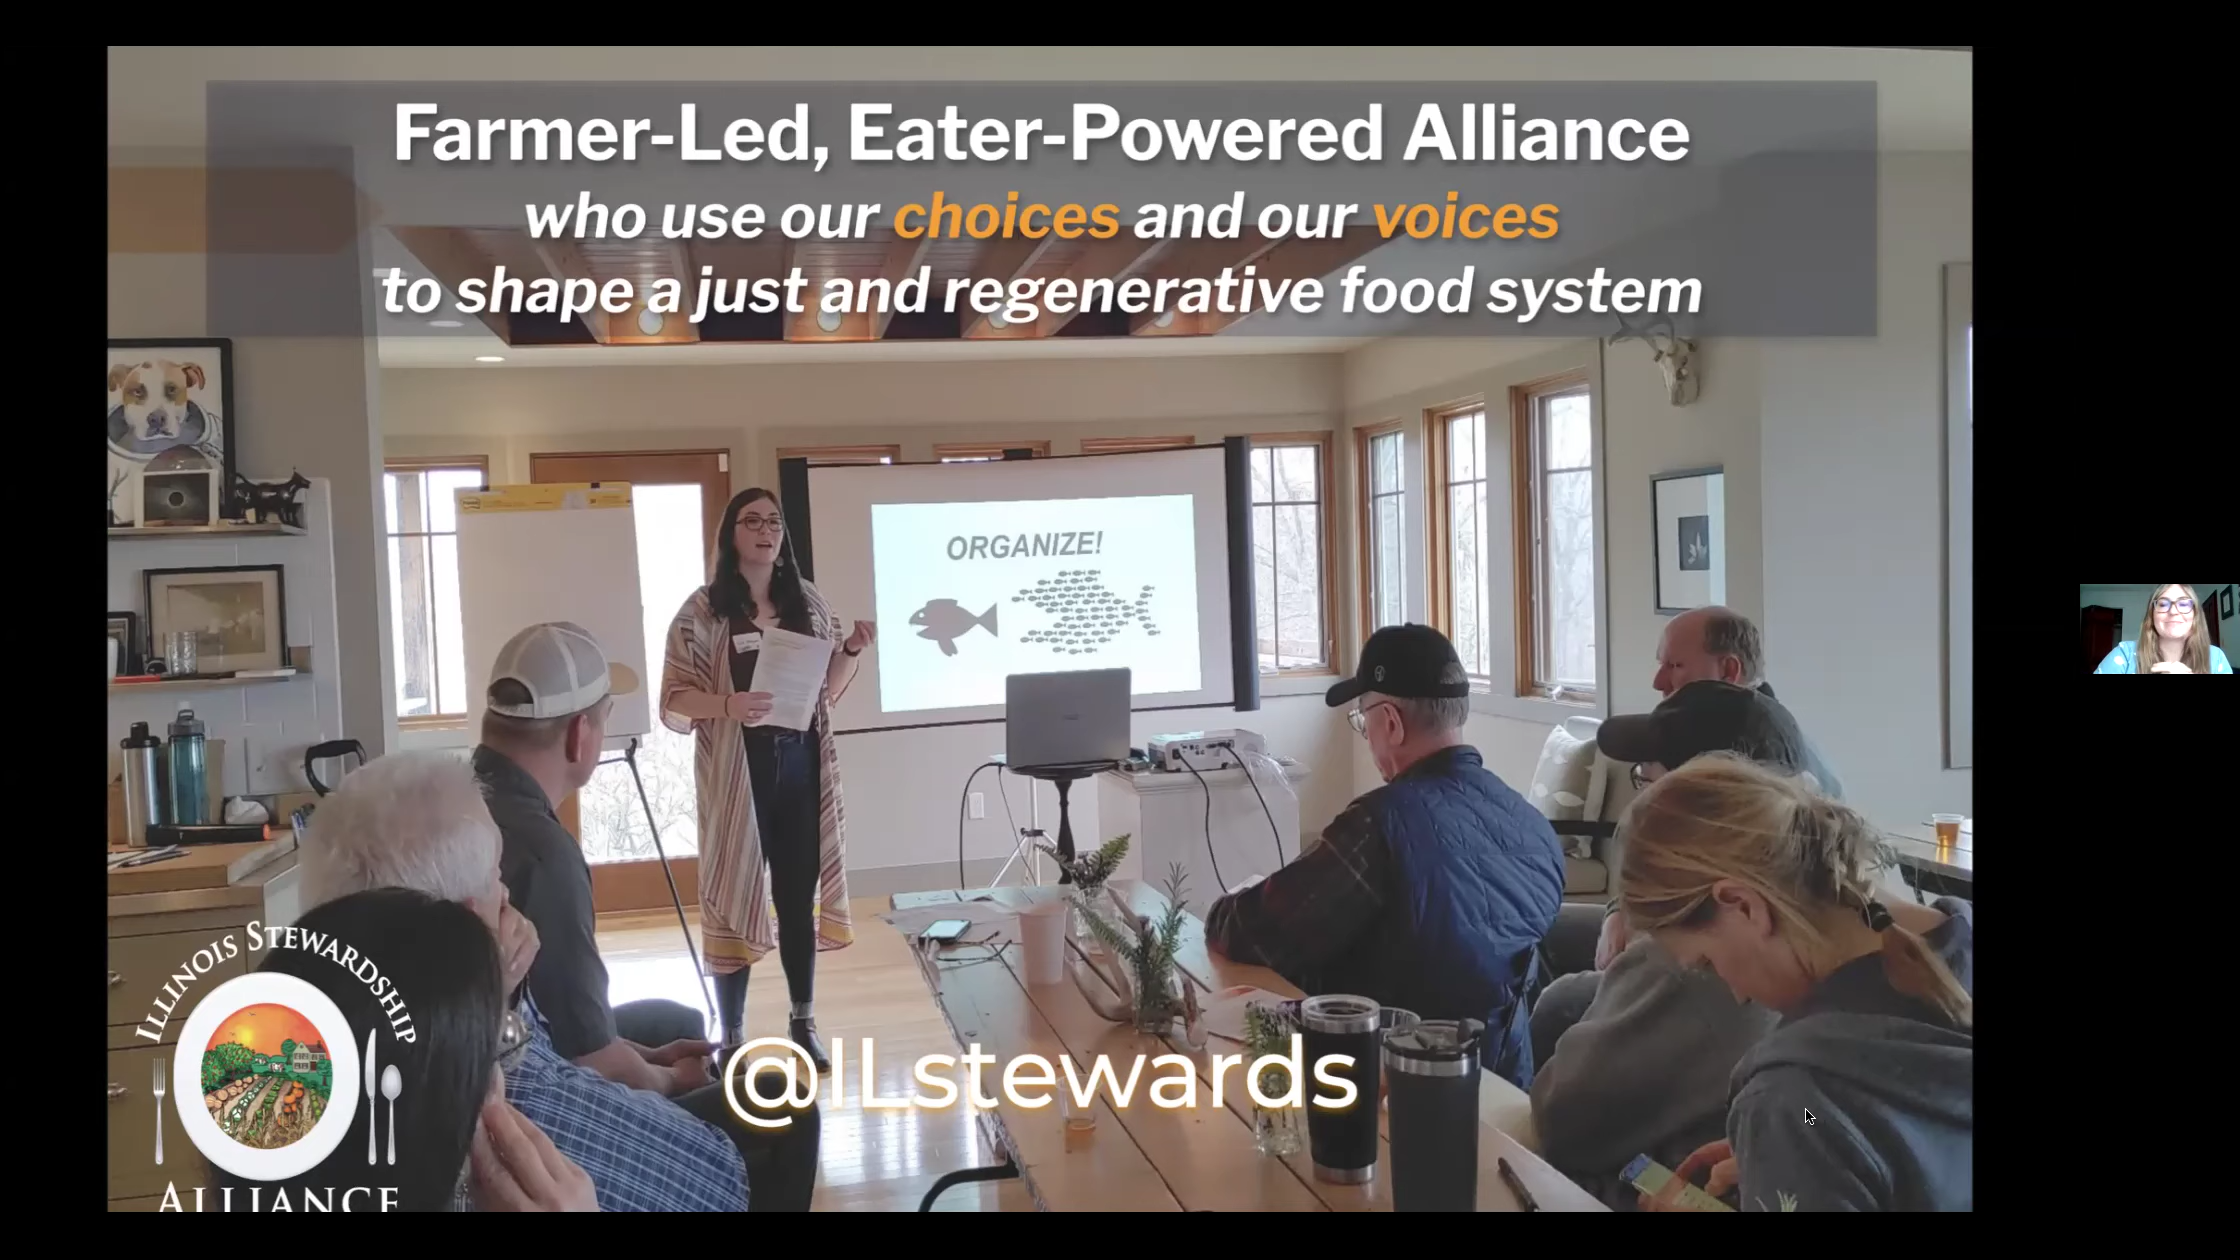 Farmer-Led, Eater-Powered Alliance
who use our choices and our voices
to shape a just and regenerative food system
ORGANIZE!
@ILstewards
ILLINOIS STEWARDSHIP
ALLIANCE